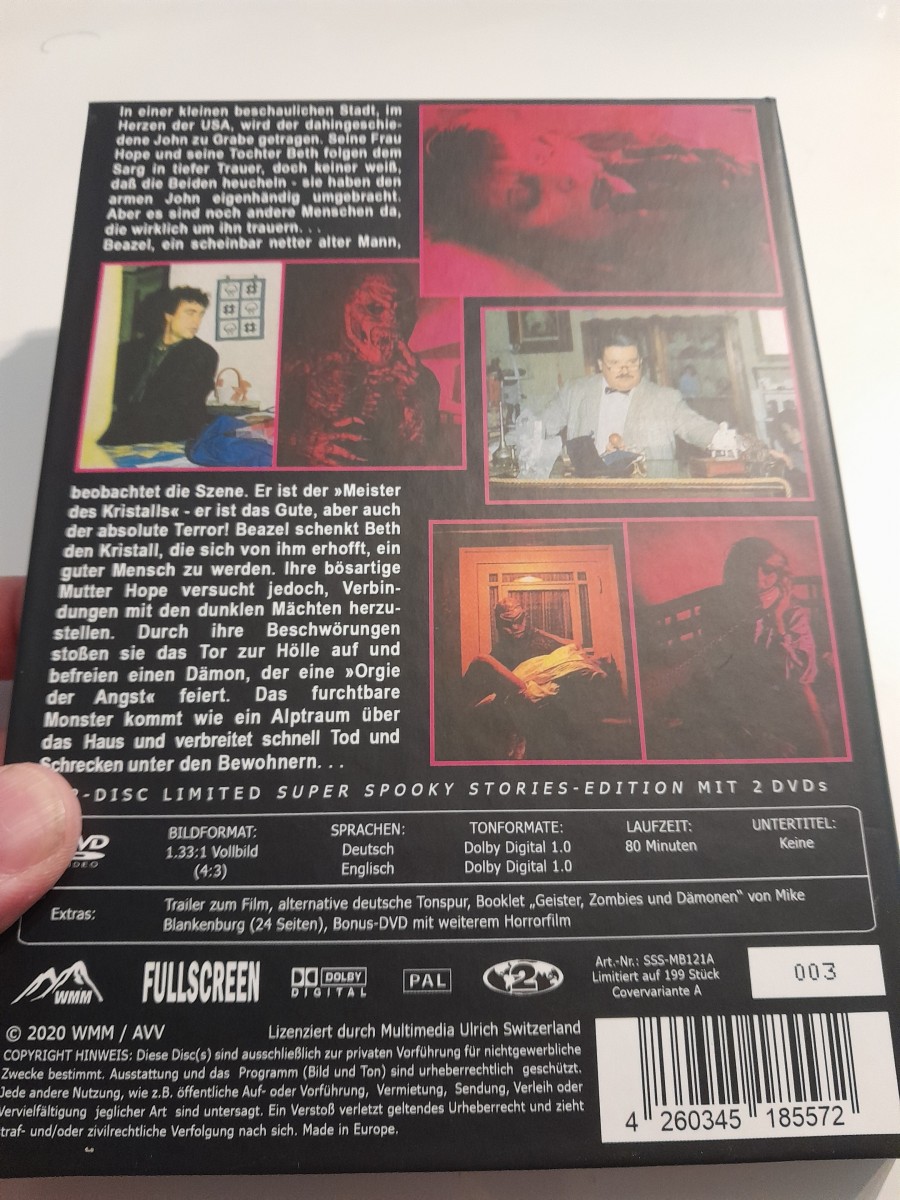 In einer kleinen beschaulichen Stadt, im
Herzen der USA, wird der dahingeschie-
dene John zu Grabe getragen. Seine Frau
Hope und seine Tochter Beth folgen dem
Sarg in tiefer Trauer, doch keiner weiß,
daß die Beiden heucheln - sie haben den
armen John eigenhändig umgebracht.
Aber es sind noch andere Menschen da,
die wirklich um ihn trauern. . .
Beazel, ein scheinbar netter alter Mann,
beobachtet die Szene. Er ist der »Meister
des Kristalls« - er ist das Gute, aber auch
der absolute Terror! Beazel schenkt Beth
den Kristall, die sich von ihm erhofft, ein
guter Mensch zu werden. Ihre bösartige
Mutter Hope versucht jedoch, Verbin-
dungen mit den dunklen Mächten herzu-
stellen. Durch ihre Beschwörungen
stoßen sie das Tor zur Hölle auf und
befreien einen Dämon, der eine »Orgie
der Angst« feiert. Das furchtbare
Monster kommt wie ein Alptraum über
das Haus und verbreitet schnell Tod und
Schrecken unter den Bewohnern. . .
-DISC LIMITED SUPER SPOOKY STORIES-EDITION MIT 2 DVDs
BILDFORMAT:
1.33:1 Vollbild
(4:3)
SPRACHEN:
Deutsch
Englisch
TONFORMATE:
Dolby Digital 1.0
Dolby Digital 1.0
LAUFZEIT:
80 Minuten
UNTERTITEL:
Keine
Extras:
Trailer zum Film, alternative deutsche Tonspur, Booklet „Geister, Zombies und Dämonen" von Mike
Blankenburg (24 Seiten), Bonus-DVD mit weiterem Horrorfilm
WMM
FULLSCREEN
DOLBY
DIGITAL
PAL
2
Art.-Nr.: SSS-MB121A
Limitiert auf 199 Stück
Covervariante A
003
© 2020 WMM / AVV
Lizenziert durch Multimedia Ulrich Switzerland
COPYRIGHT HINWEIS: Diese Disc(s) sind ausschließlich zur privaten Vorführung für nichtgewerbliche
Zwecke bestimmt. Ausstattung und das Programm (Bild und Ton) sind urheberrechtlich geschützt.
Jede andere Nutzung, wie z.B. öffentliche Auf- oder Vorführung, Vermietung, Sendung, Verleih oder
Vervielfältigung jeglicher Art sind untersagt. Ein Verstoß verletzt geltendes Urheberrecht und zieht
traf- und/oder zivilrechtliche Verfolgung nach sich. Made in Europe.
4 260345 185572